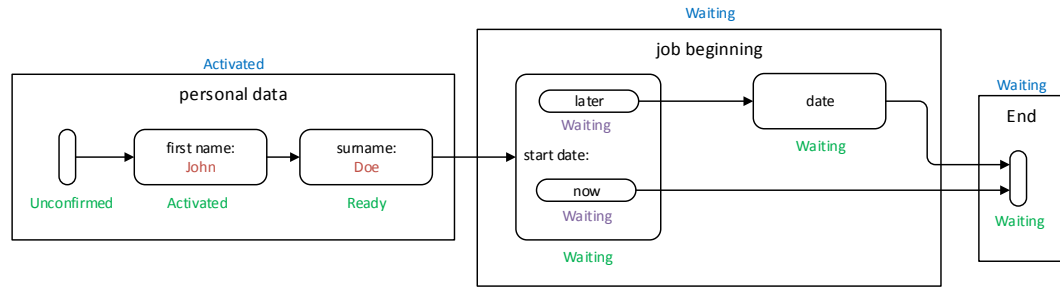 Activated
personal data
first name:
John
surname:
Doe
Unconfirmed
Activated
Ready
Waiting
job beginning
later
Waiting
start date:
now
Waiting
Waiting
date
Waiting
Waiting
End
Waiting